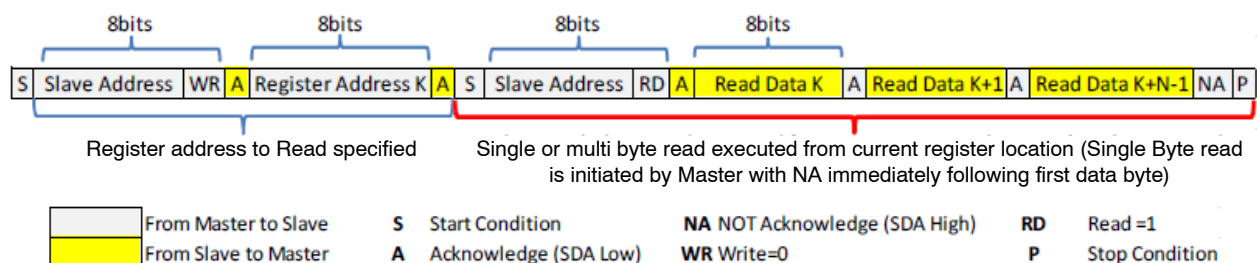 8bits 8bits 8bits 8bits
S Slave Address WR A Register Address K A S Slave Address RD A Read Data K A Read Data K+1 A Read Data K+N-1 NA P
Register address to Read specified
Single or multi byte read executed from current register location (Single Byte read
is initiated by Master with NA immediately following first data byte)
From Master to Slave S Start Condition NA NOT Acknowledge (SDA High) RD Read =1
From Slave to Master A Acknowledge (SDA Low) WR Write=0 P Stop Condition